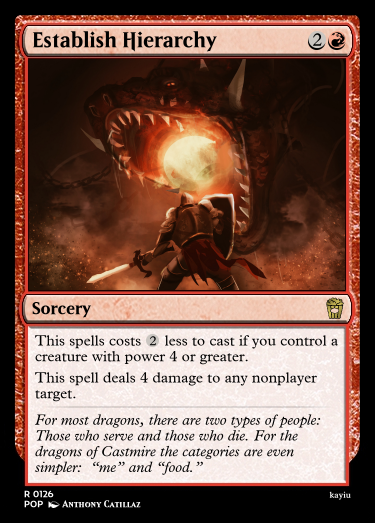 Establish Hierarchy 2
Sorcery
This spells costs 2 less to cast if you control a
creature with power 4 or greater.
This spell deals 4 damage to any nonplayer
target.
For most dragons, there are two types of people:
Those who serve and those who die. For the
dragons of Castmire the categories are even
simpler: “me” and “food.”
R 0126
POP Anthony Catillaz
kayiu